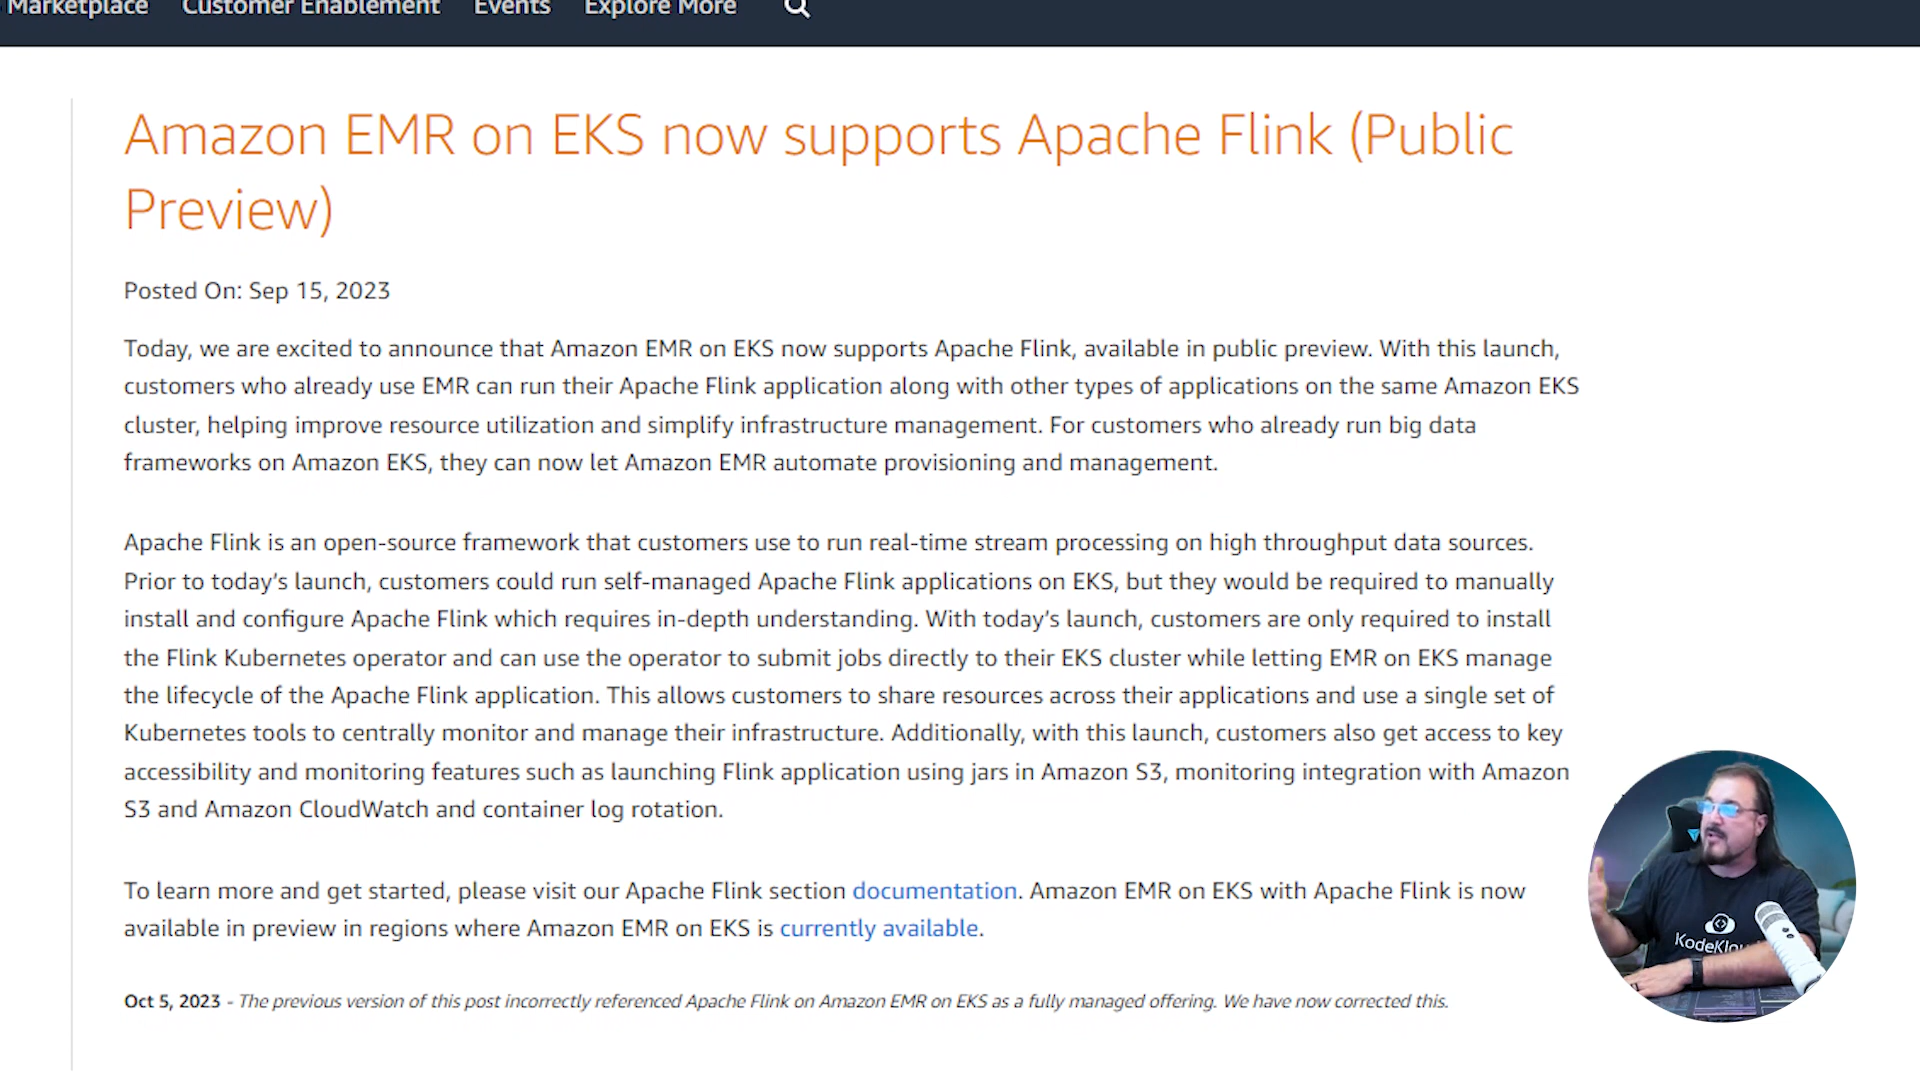 Marketplace Customer Enablement Events Explore More
Amazon EMR on EKS now supports Apache Flink (Public
Preview)
Posted On: Sep 15, 2023
Today, we are excited to announce that Amazon EMR on EKS now supports Apache Flink, available in public preview. With this launch,
customers who already use EMR can run their Apache Flink application along with other types of applications on the same Amazon EKS
cluster, helping improve resource utilization and simplify infrastructure management. For customers who already run big data
frameworks on Amazon EKS, they can now let Amazon EMR automate provisioning and management.
Apache Flink is an open-source framework that customers use to run real-time stream processing on high throughput data sources.
Prior to today’s launch, customers could run self-managed Apache Flink applications on EKS, but they would be required to manually
install and configure Apache Flink which requires in-depth understanding. With today’s launch, customers are only required to install
the Flink Kubernetes operator and can use the operator to submit jobs directly to their EKS cluster while letting EMR on EKS manage
the lifecycle of the Apache Flink application. This allows customers to share resources across their applications and use a single set of
Kubernetes tools to centrally monitor and manage their infrastructure. Additionally, with this launch, customers also get access to key
accessibility and monitoring features such as launching Flink application using jars in Amazon S3, monitoring integration with Amazon
S3 and Amazon CloudWatch and container log rotation.
To learn more and get started, please visit our Apache Flink section documentation. Amazon EMR on EKS with Apache Flink is now
available in preview in regions where Amazon EMR on EKS is currently available.
Oct 5, 2023 - The previous version of this post incorrectly referenced Apache Flink on Amazon EMR on EKS as a fully managed offering. We have now corrected this.
KodeKlou